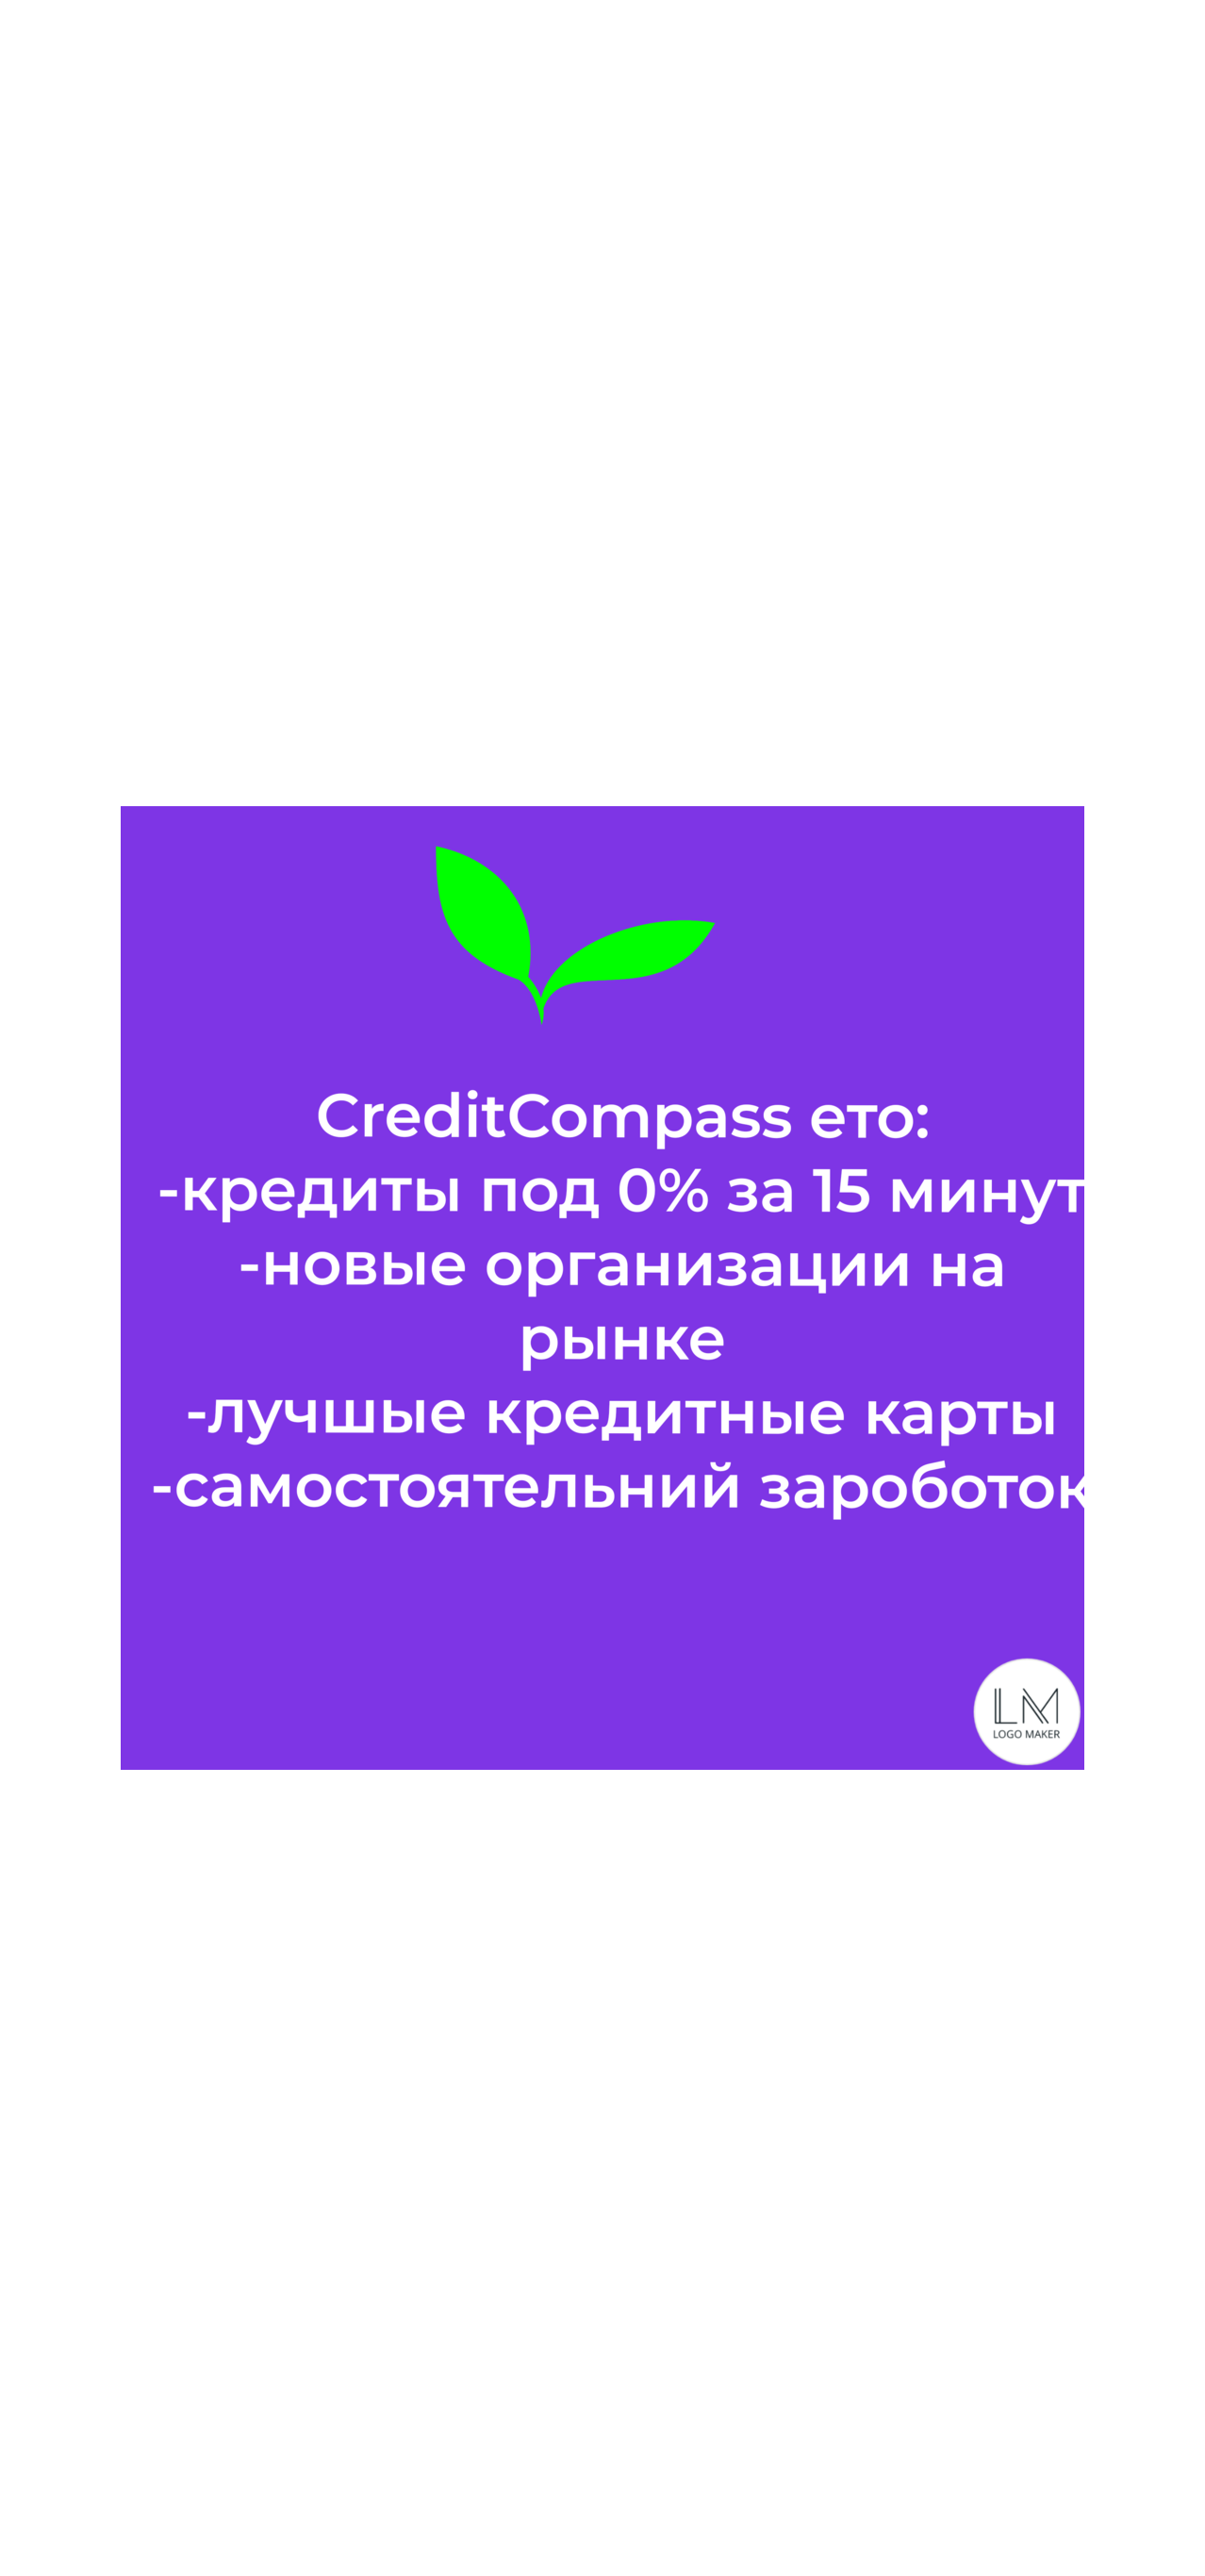 CreditCompass ето:
-кредиты под 0% за 15 минут
-новые организации на
рынке
-лучшые кредитные карты
-самостоятельний зароботок
LM
LOGO MAKER